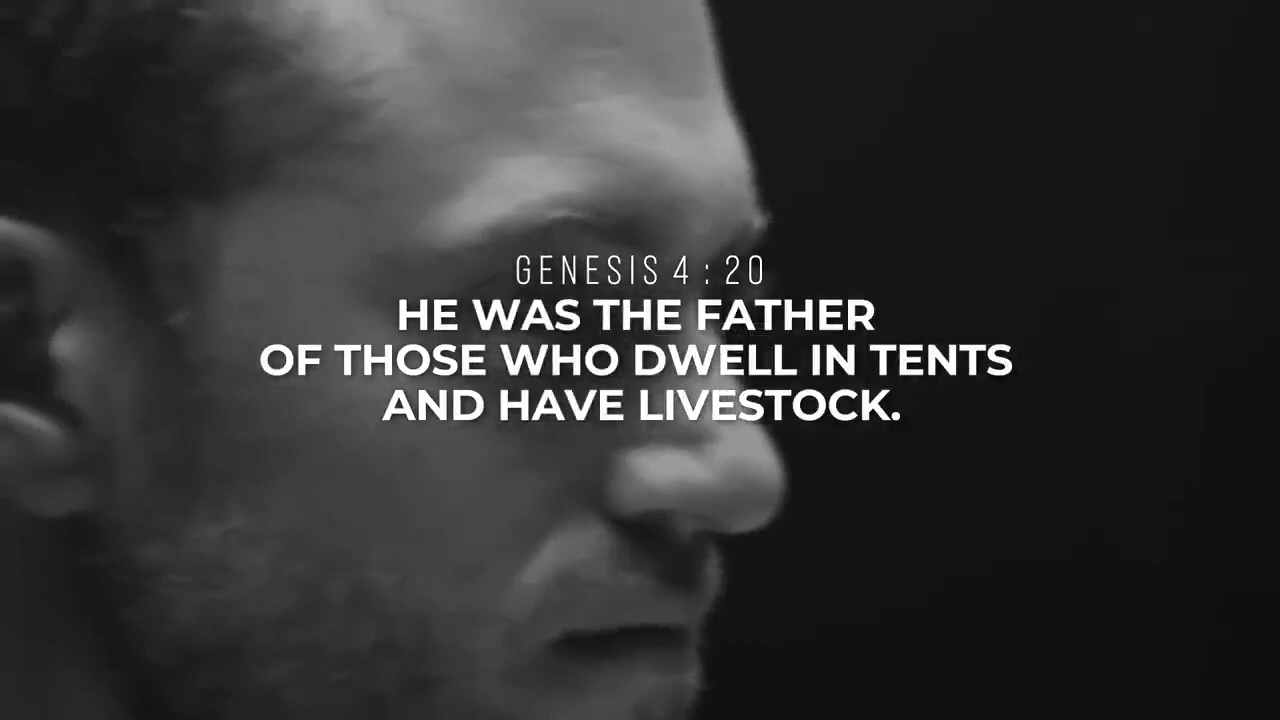 GENESIS 4 : 20
HE WAS THE FATHER
OF THOSE WHO DWELL IN TENTS
AND HAVE LIVESTOCK.